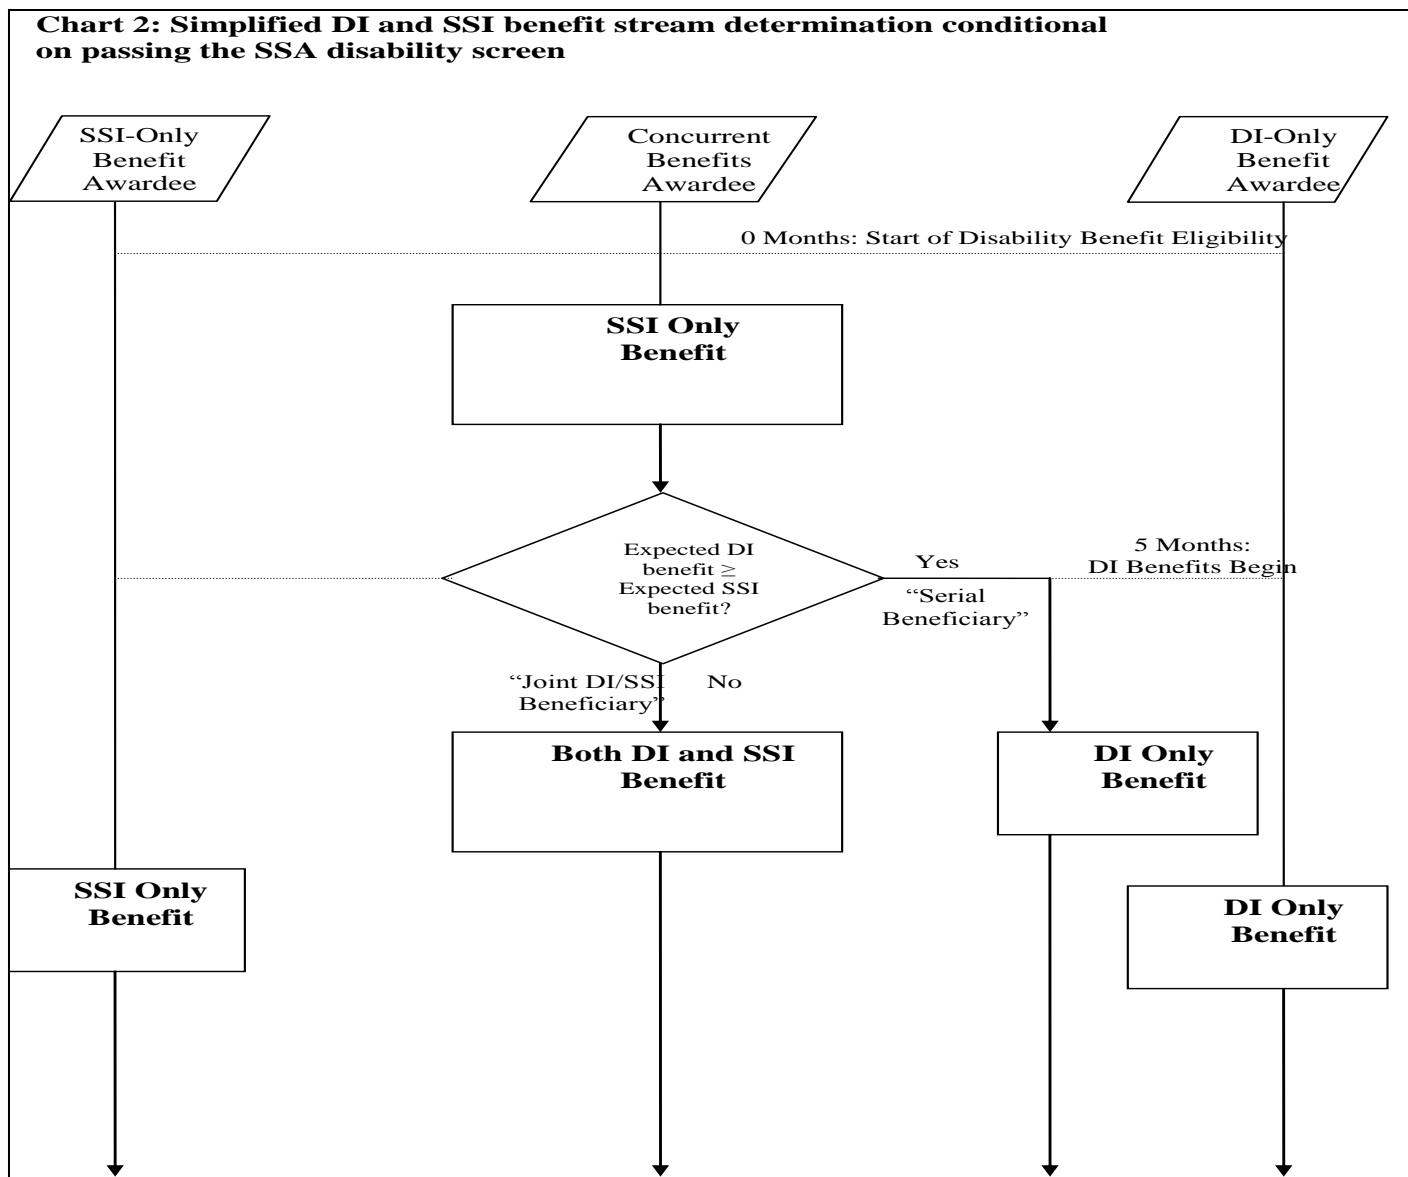 Chart 2: Simplified DI and SSI benefit stream determination conditional
on passing the SSA disability screen
SSI-Only
Benefit
Awardee
Concurrent
Benefits
Awardee
DI-Only
Benefit
Awardee
0 Months: Start of Disability Benefit Eligibility
SSI Only
Benefit
Expected DI
benefit ≥
Expected SSI
benefit?
Yes
“Serial
Beneficiary”
5 Months:
DI Benefits Begin
“Joint DI/SSI
Beneficiary”
No
Both DI and SSI
Benefit
DI Only
Benefit
SSI Only
Benefit
DI Only
Benefit